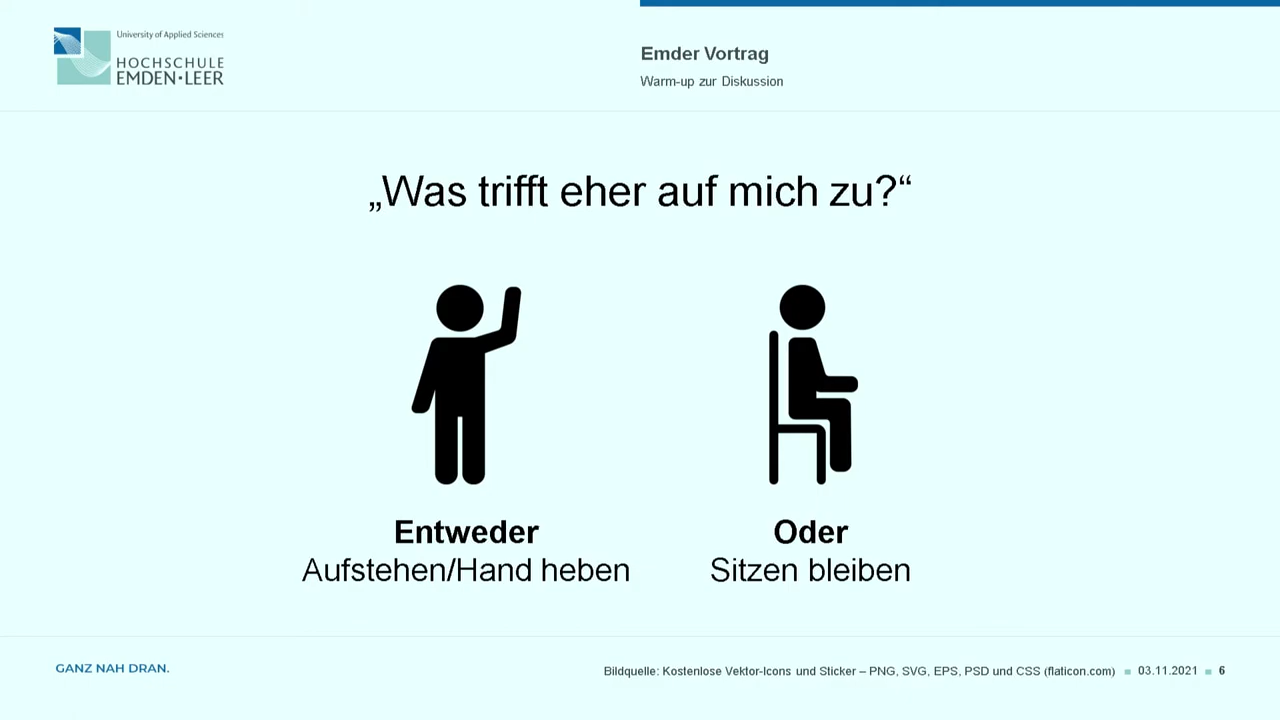 University of Applied Sciences
HOCHSCHULE
EMDEN•LEER
Emder Vortrag
Warm-up zur Diskussion
„Was trifft eher auf mich zu?“
Entweder
Aufstehen/Hand heben
Oder
Sitzen bleiben
GANZ NAH DRAN.
Bildquelle: Kostenlose Vektor-Icons und Sticker – PNG, SVG, EPS, PSD und CSS (flaticon.com) ■ 03.11.2021 ■ 6